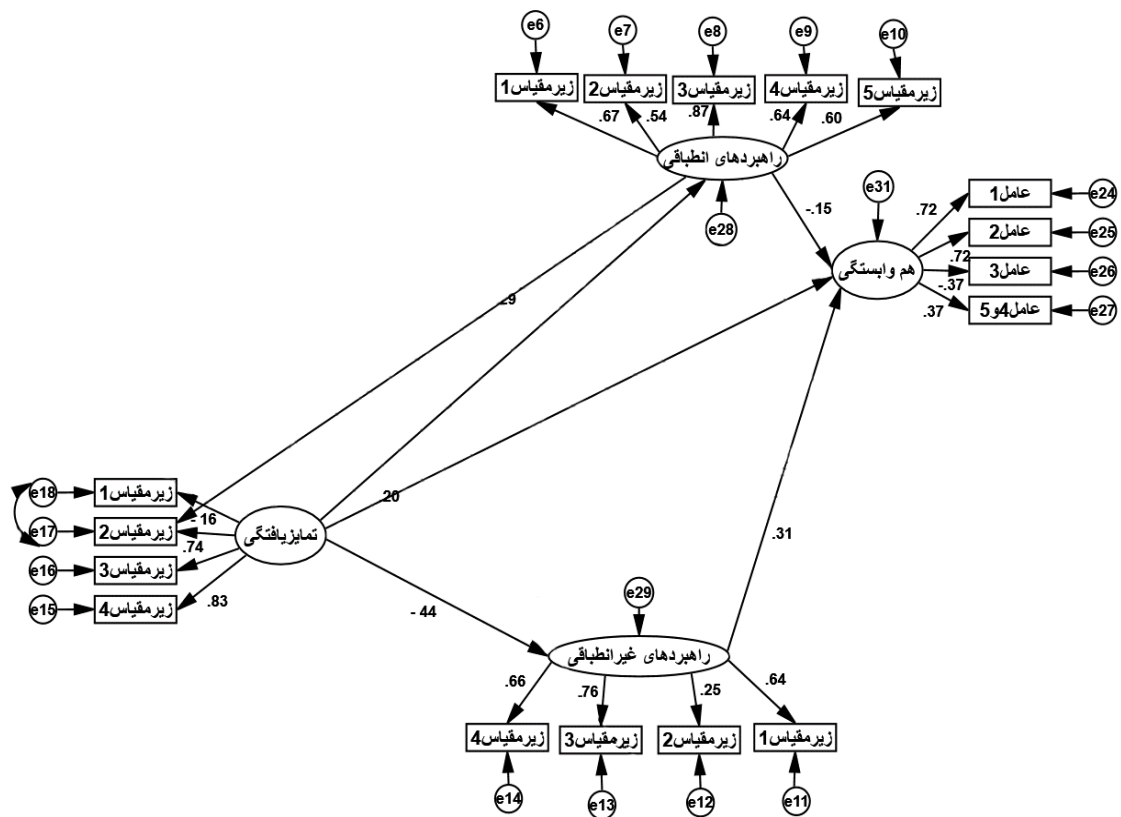 e6
e7
e8
e9
e10
زیرمقیاس1
زیرمقیاس2
زیرمقیاس3
زیرمقیاس4
زیرمقیاس5
.67
.54
.87
.64
.60
راهبردهای انطباقی
e28
-.15
e31
هم وابستگی
.72
.72
-.37
.37
عامل1
عامل2
عامل3
عامل4و5
e24
e25
e26
e27
.29
.20
e18
e17
e16
e15
زیرمقیاس1
زیرمقیاس2
زیرمقیاس3
زیرمقیاس4
- 16
.74
.83
تمایزیافتگی
- 44
.31
e29
راهبردهای غیرانطباقی
.66
.76
.25
.64
زیرمقیاس4
زیرمقیاس3
زیرمقیاس2
زیرمقیاس1
e14
e13
e12
e11